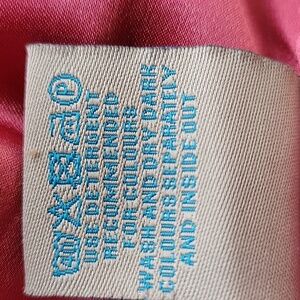 USE DETERGENT
RECOMMENDED
FOR COLOURS
WASH AND DRY DARK
COLOURS SEPARATELY
AND INSIDE OUT